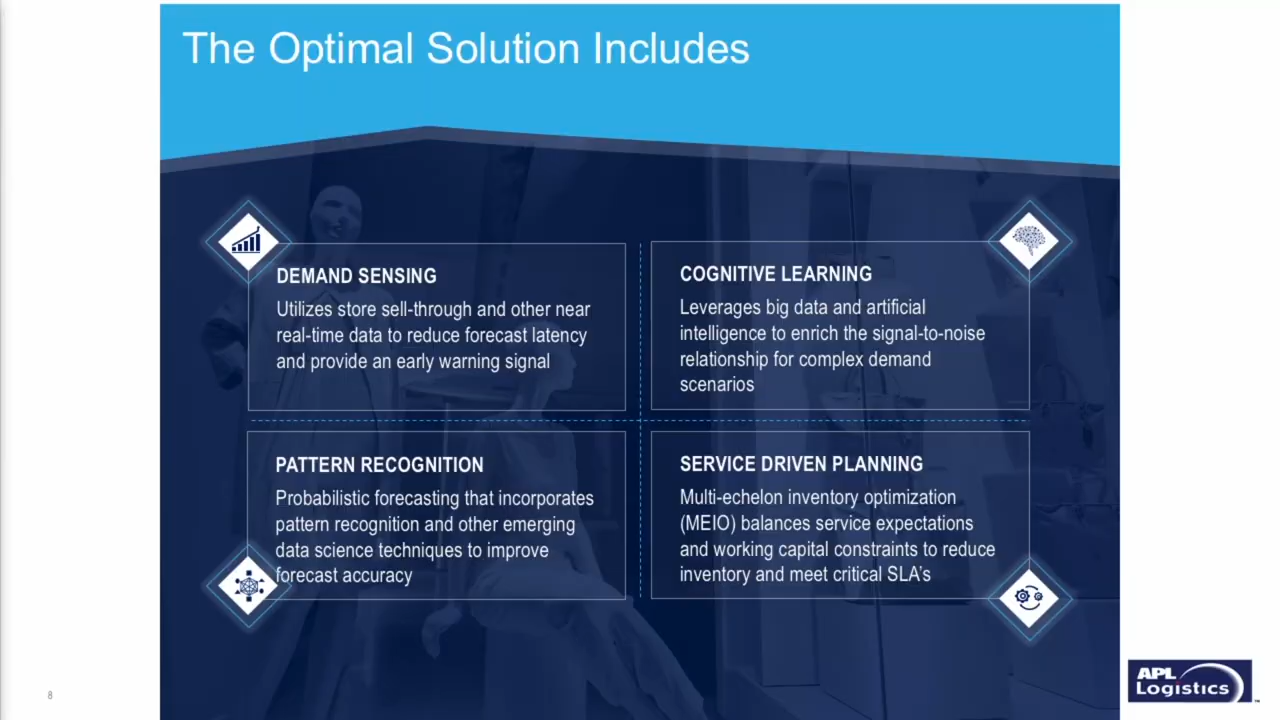 The Optimal Solution Includes
DEMAND SENSING
Utilizes store sell-through and other near
real-time data to reduce forecast latency
and provide an early warning signal
COGNITIVE LEARNING
Leverages big data and artificial
intelligence to enrich the signal-to-noise
relationship for complex demand
scenarios
PATTERN RECOGNITION
Probabilistic forecasting that incorporates
pattern recognition and other emerging
data science techniques to improve
forecast accuracy
SERVICE DRIVEN PLANNING
Multi-echelon inventory optimization
(MEIO) balances service expectations
and working capital constraints to reduce
inventory and meet critical SLA's
8
APL
Logistics
™